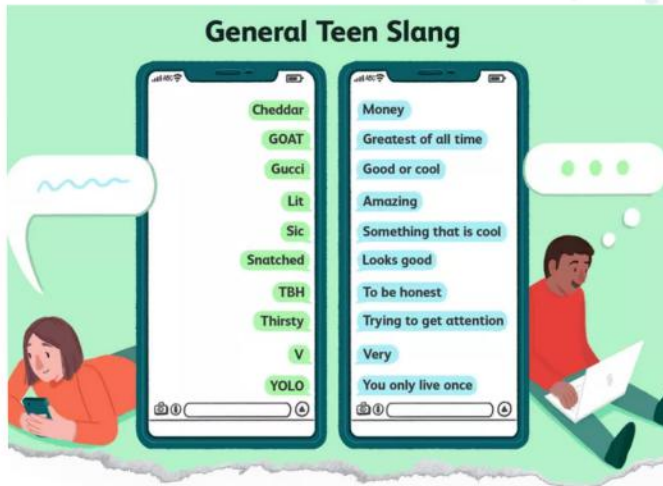 General Teen Slang
ABC
ABC
Cheddar
Money
GOAT
Greatest of all time
Gucci
Good or cool
Lit
Amazing
Sic
Something that is cool
Snatched
Looks good
TBH
To be honest
Thirsty
Trying to get attention
V
Very
YOLO
You only live once